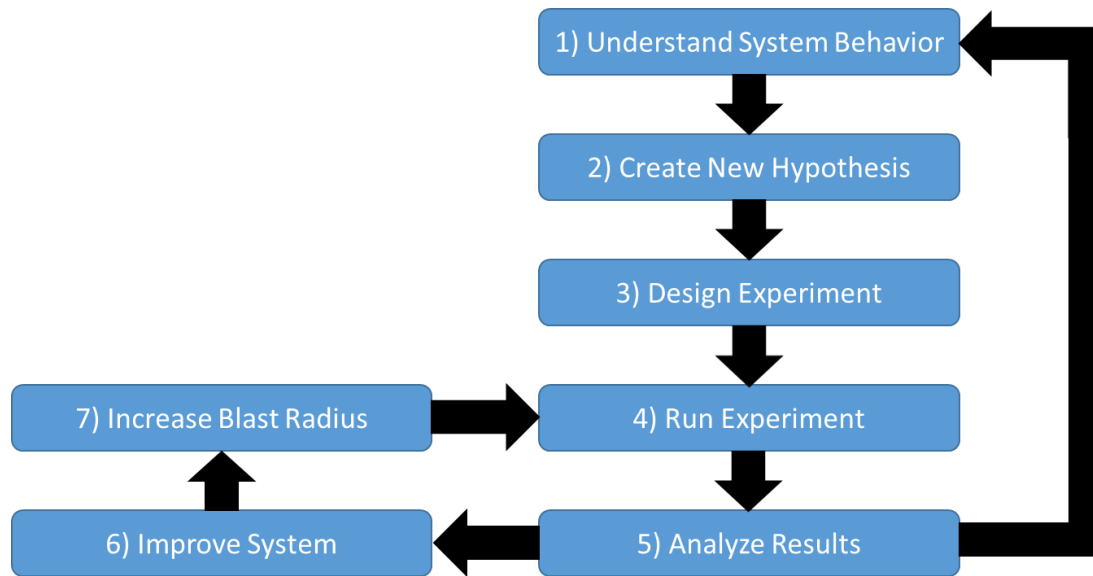 1) Understand System Behavior
2) Create New Hypothesis
3) Design Experiment
7) Increase Blast Radius
4) Run Experiment
6) Improve System
5) Analyze Results